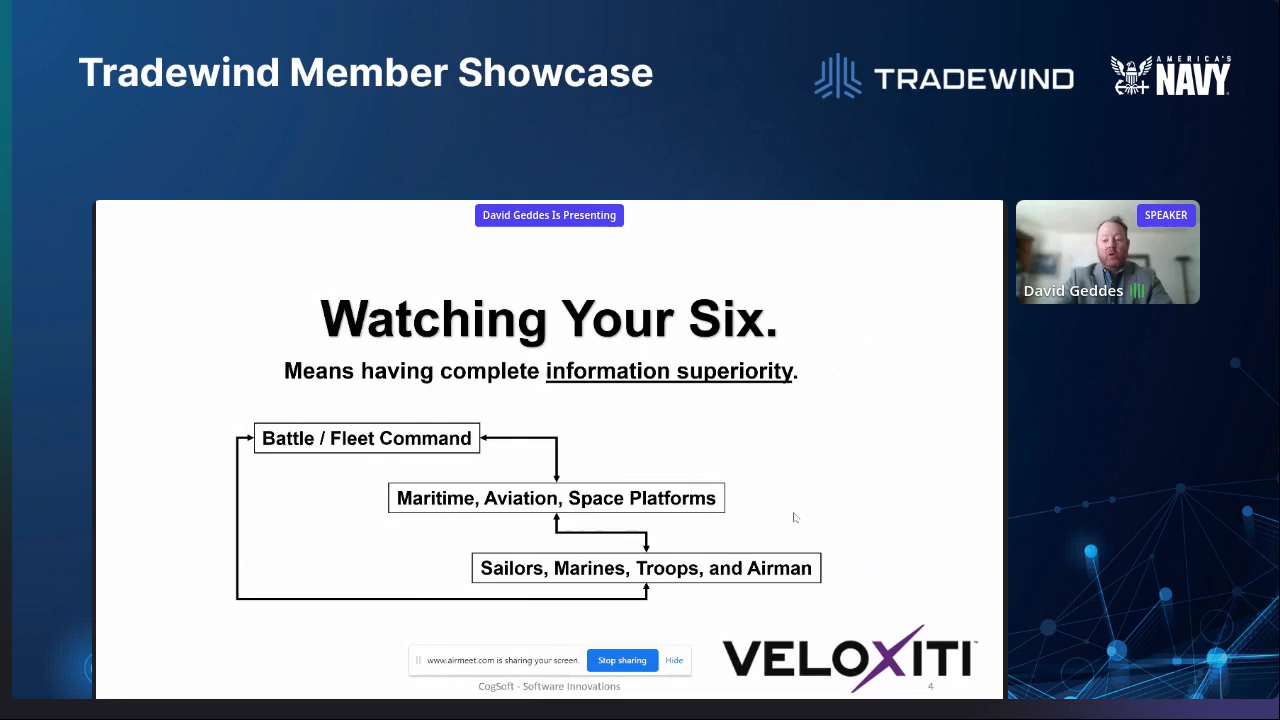 Tradewind Member Showcase
TRADEWIND
AMERICA'S
NAVY
David Geddes Is Presenting
SPEAKER
David Geddes
Watching Your Six.
Means having complete information superiority.
Battle / Fleet Command
Maritime, Aviation, Space Platforms
Sailors, Marines, Troops, and Airman
www.airmeet.com is sharing your screen.
Stop sharing
Hide
VELOXITI
CogSoft - Software Innovations
4